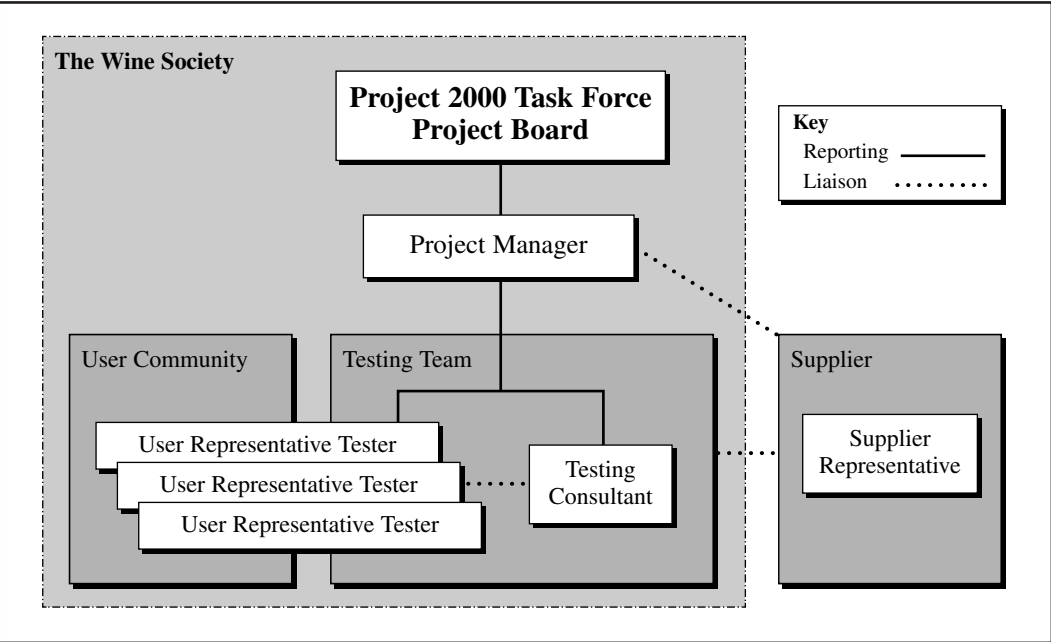 The Wine Society
Project 2000 Task Force
Project Board
Key
Reporting
Liaison
Project Manager
User Community
Testing Team
Supplier
User Representative Tester
User Representative Tester
User Representative Tester
Testing
Consultant
Supplier
Representative